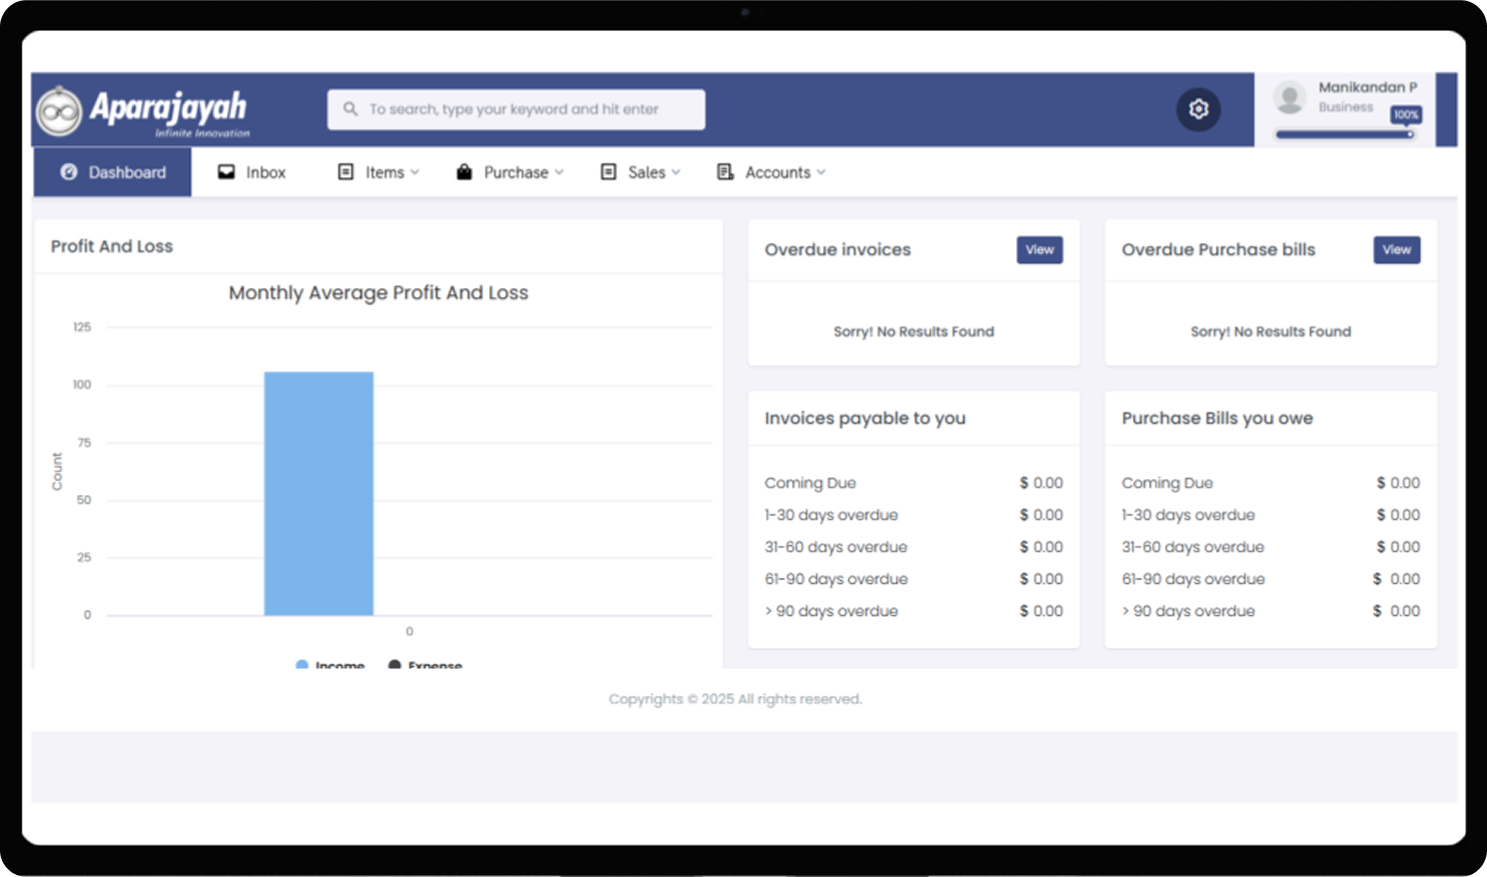 Aparajayah
Infinite Innovation
To search, type your keyword and hit enter
Manikandan P
Business
100%
Dashboard
Inbox
Items
Purchase
Sales
Accounts
Profit And Loss
Monthly Average Profit And Loss
125
100
75
50
25
0
Count
0
Income
Expense
Overdue invoices
View
Sorry! No Results Found
Overdue Purchase bills
View
Sorry! No Results Found
Invoices payable to you
Coming Due $ 0.00
1-30 days overdue $ 0.00
31-60 days overdue $ 0.00
61-90 days overdue $ 0.00
> 90 days overdue $ 0.00
Purchase Bills you owe
Coming Due $ 0.00
1-30 days overdue $ 0.00
31-60 days overdue $ 0.00
61-90 days overdue $ 0.00
> 90 days overdue $ 0.00
Copyrights © 2025 All rights reserved.